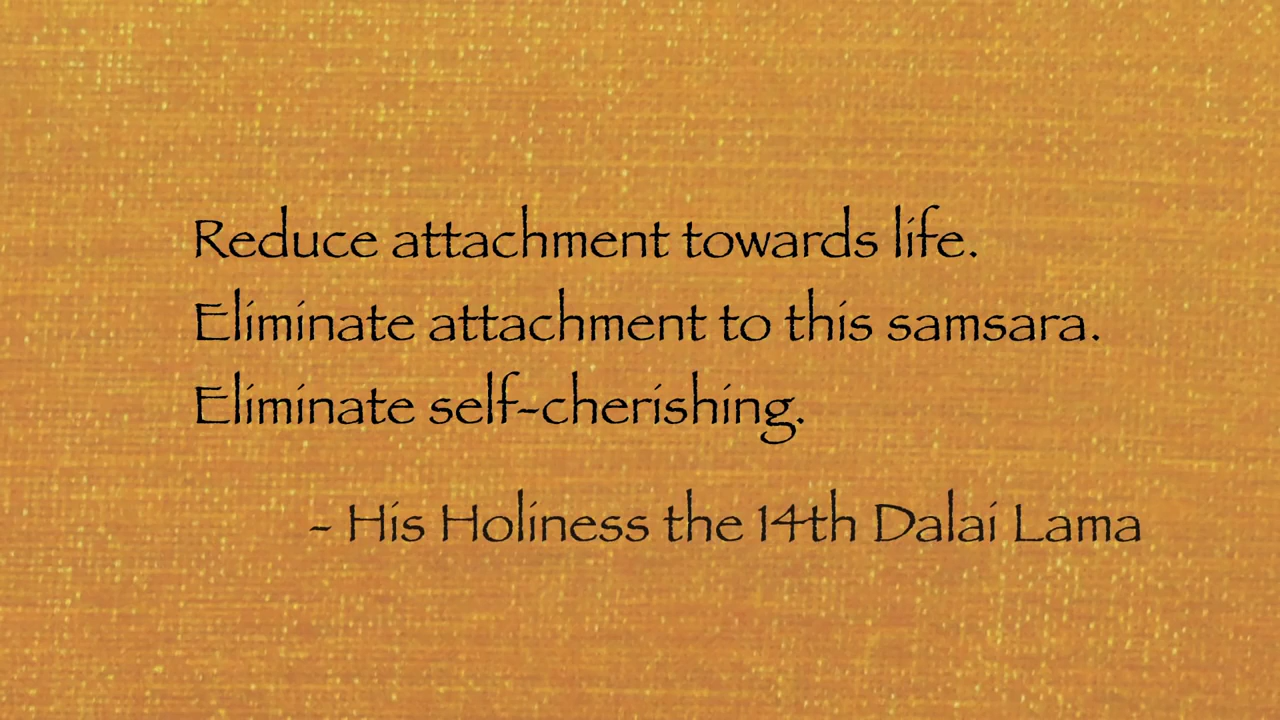 Reduce attachment towards life.
Eliminate attachment to this samsara.
Eliminate self-cherishing.
- His Holiness the 14th Dalai Lama